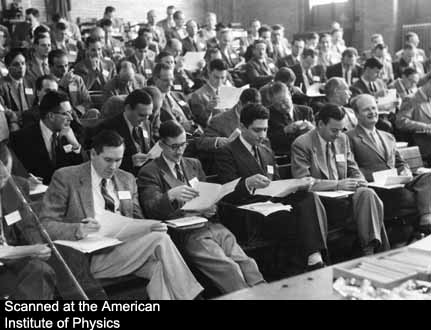 Scanned at the American
Institute of Physics